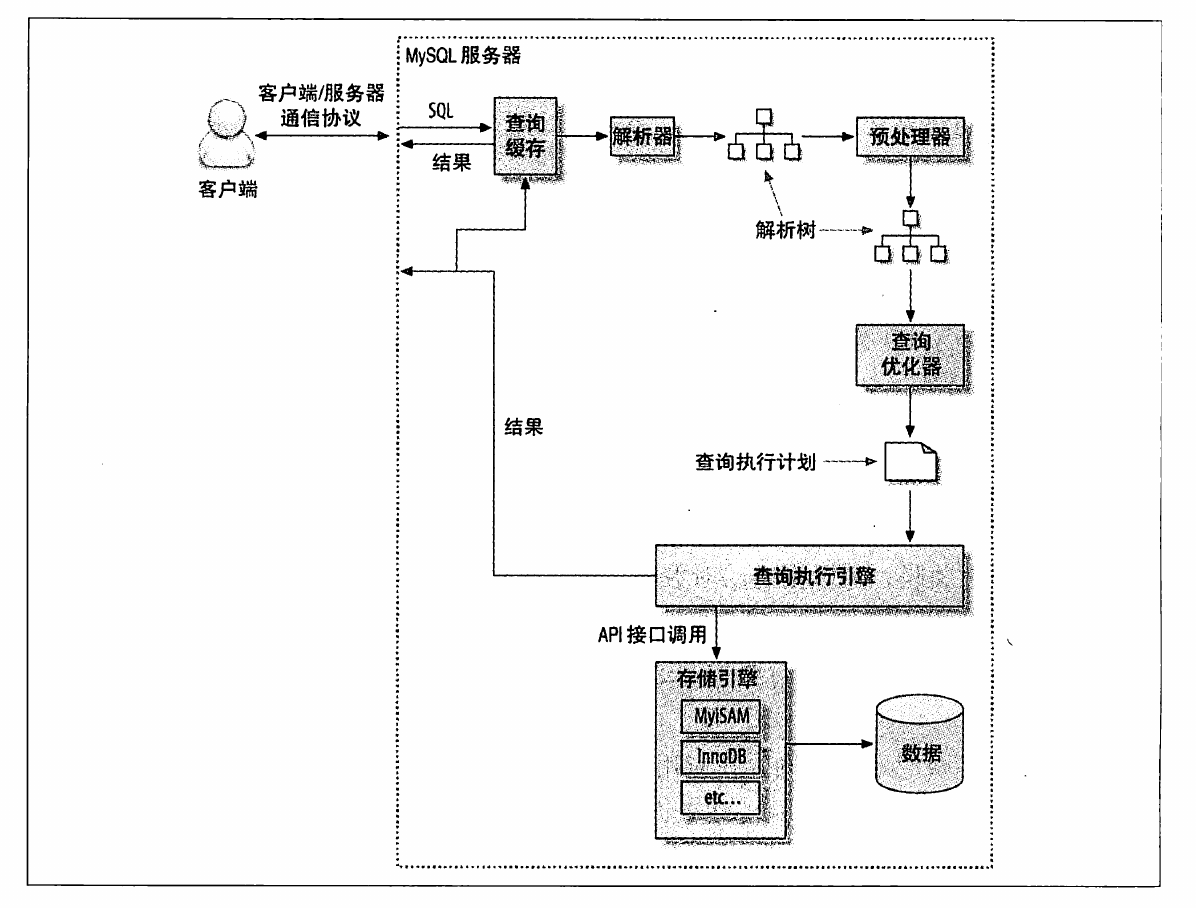 MySQL 服务器
客户端/服务器
通信协议
SQL
结果
客户端
查询
缓存
解析器
预处理器
解析树
查询
优化器
结果
查询执行计划
查询执行引擎
API 接口调用
存储引擎
MyISAM
InnoDB
etc...
数据